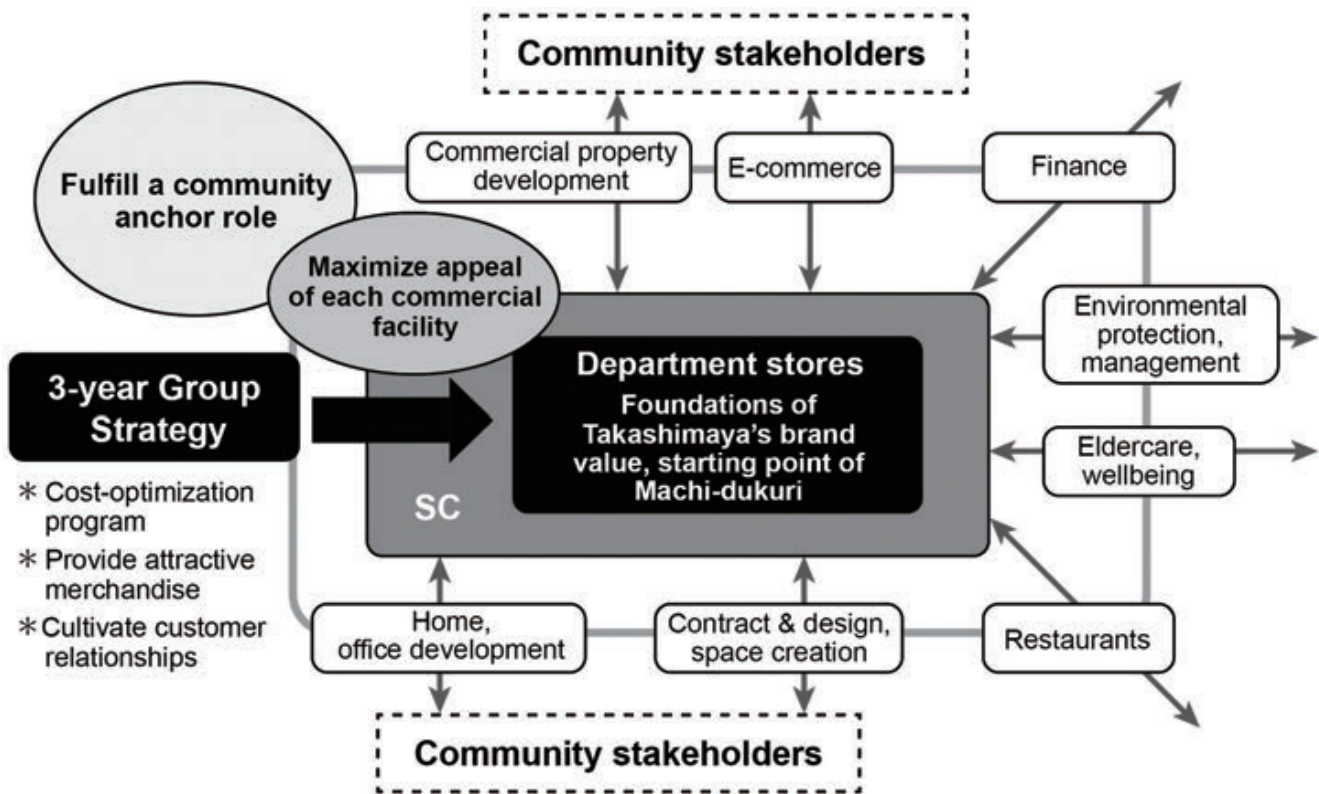 Community stakeholders
Commercial property
development
E-commerce
Finance
Fulfill a community
anchor role
Maximize appeal
of each commercial
facility
Environmental
protection,
management
3-year Group
Strategy
Department stores
Foundations of
Takashimaya's brand
value, starting point of
Machi-dukuri
SC
Eldercare,
wellbeing
* Cost-optimization
program
* Provide attractive
merchandise
* Cultivate customer
relationships
Home,
office development
Contract & design,
space creation
Restaurants
Community stakeholders